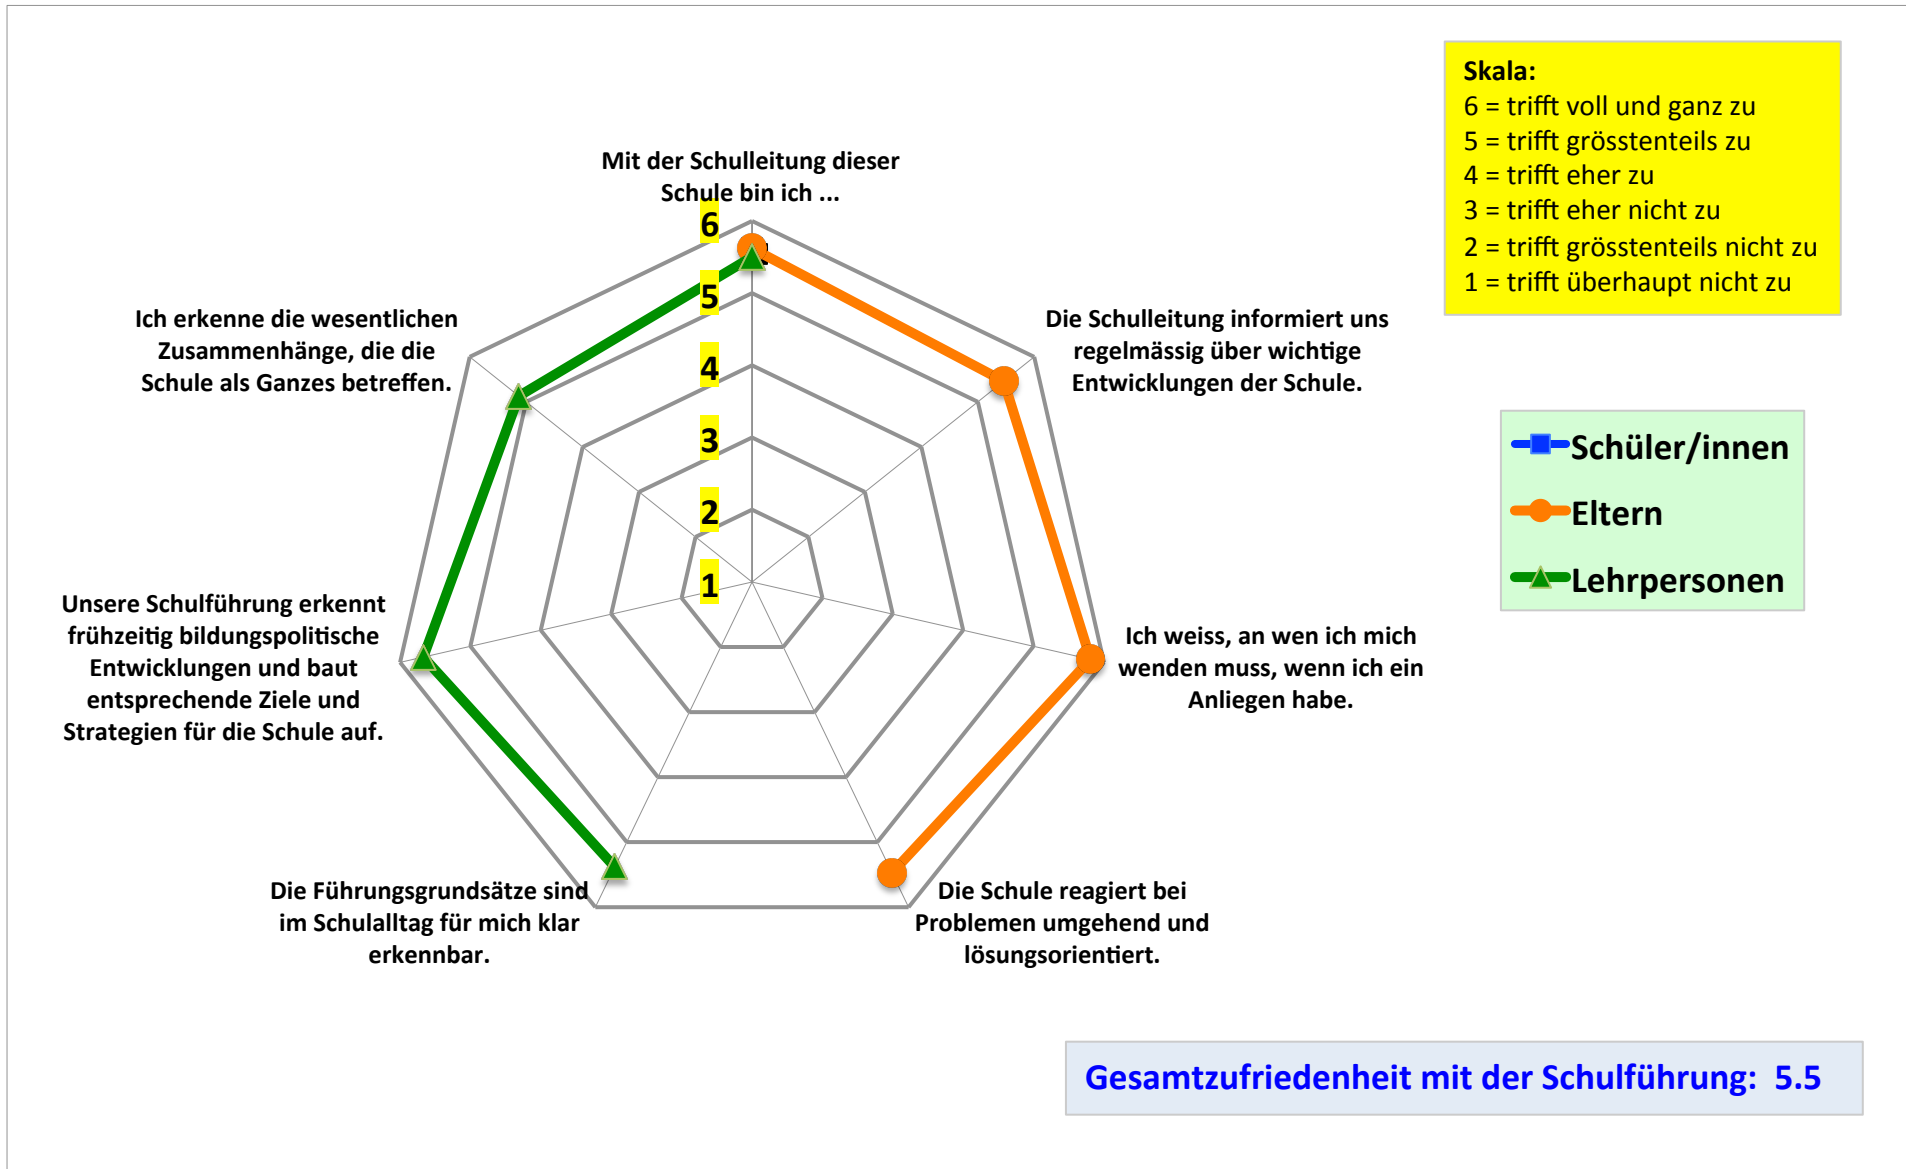 Skala:
6 = trifft voll und ganz zu
5 = trifft grösstenteils zu
4 = trifft eher zu
3 = trifft eher nicht zu
2 = trifft grösstenteils nicht zu
1 = trifft überhaupt nicht zu
Mit der Schulleitung dieser
Schule bin ich ...
6
5
4
3
2
1
Ich erkenne die wesentlichen
Zusammenhänge, die die
Schule als Ganzes betreffen.
Die Schulleitung informiert uns
regelmässig über wichtige
Entwicklungen der Schule.
Schüler/innen
Eltern
Lehrpersonen
Unsere Schulführung erkennt
frühzeitig bildungspolitische
Entwicklungen und baut
entsprechende Ziele und
Strategien für die Schule auf.
Ich weiss, an wen ich mich
wenden muss, wenn ich ein
Anliegen habe.
Die Führungsgrundsätze sind
im Schulalltag für mich klar
erkennbar.
Die Schule reagiert bei
Problemen umgehend und
lösungsorientiert.
Gesamtzufriedenheit mit der Schulführung: 5.5